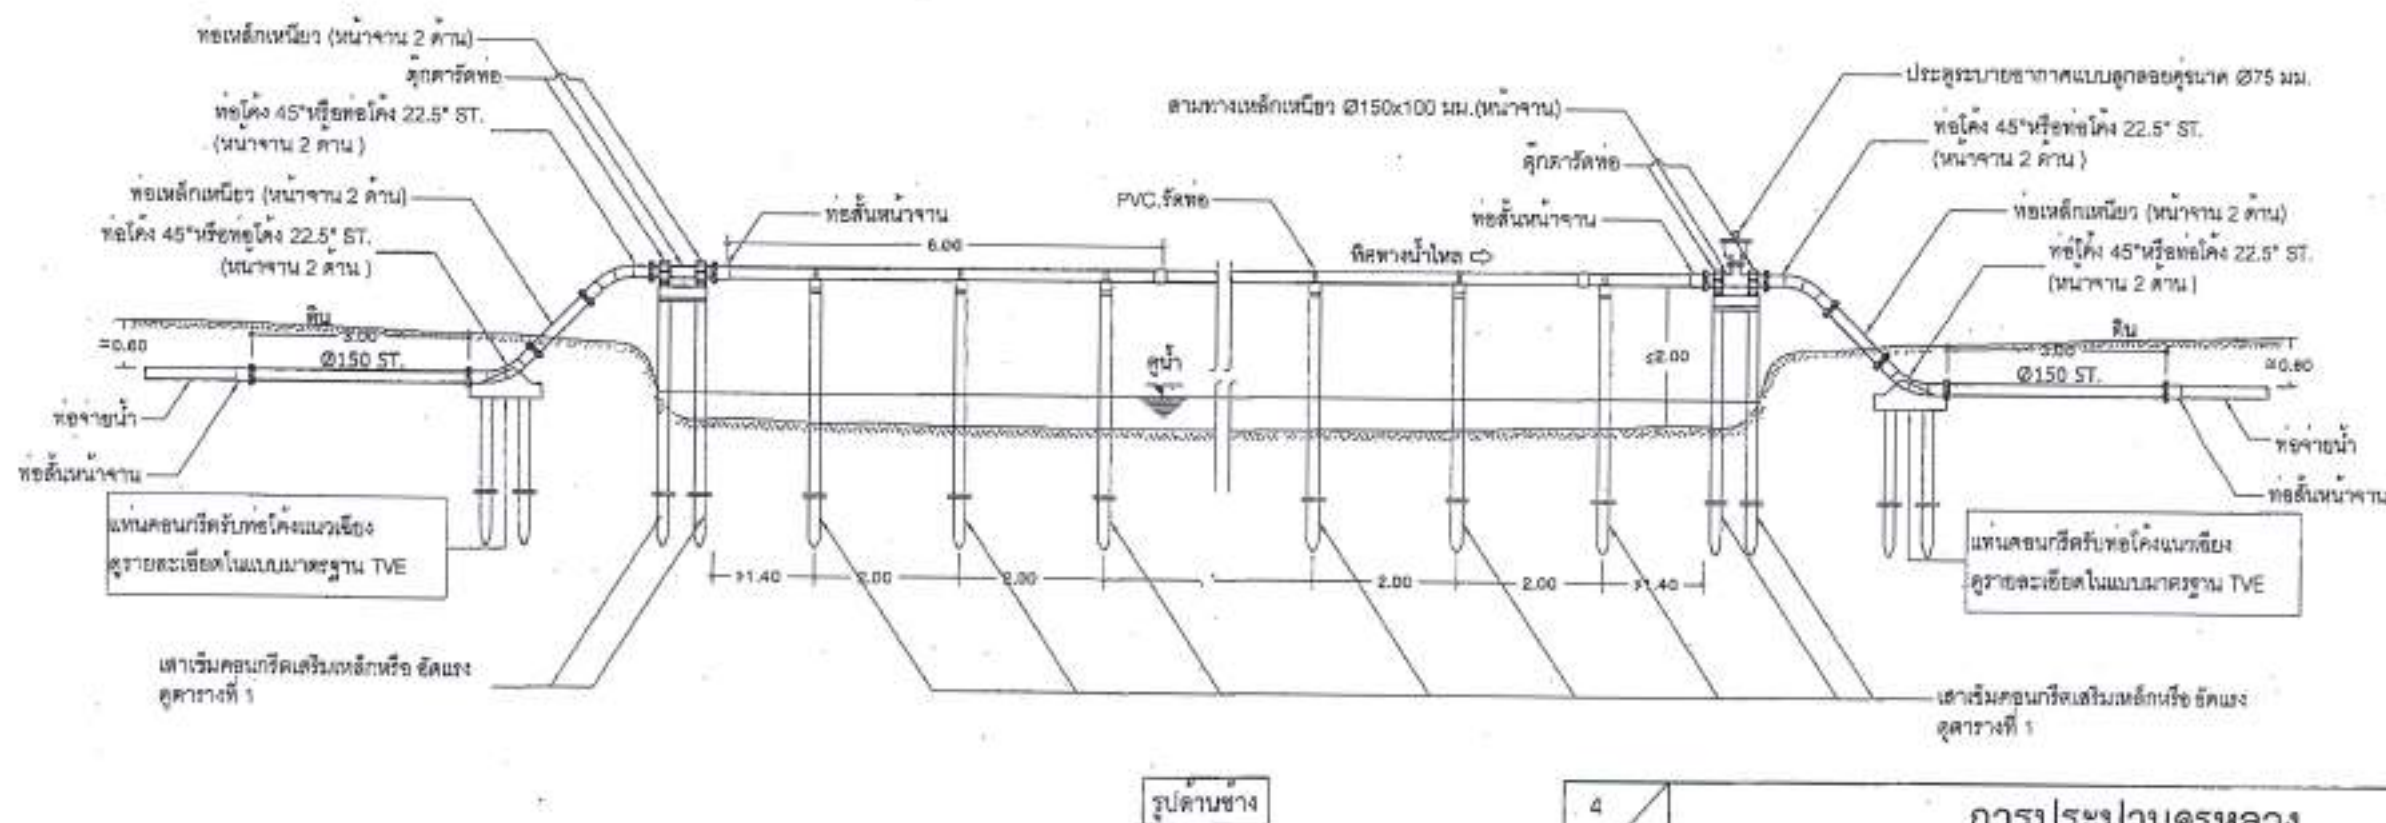 ท่อเหล็กเหนียว (หน้าจาน 2 ด้าน)
ตุ๊กตารัดท่อ
ท่อโค้ง 45°หรือท่อโค้ง 22.5° ST.
(หน้าจาน 2 ด้าน )
ท่อเหล็กเหนียว (หน้าจาน 2 ด้าน)
ท่อโค้ง 45°หรือท่อโค้ง 22.5° ST.
(หน้าจาน 2 ด้าน )
ท่อสั้นหน้าจาน
6.00
PVC.รัดท่อ
สามทางเหล็กเหนียว Ø150x100 มม.(หน้าจาน)
ตุ๊กตารัดท่อ
ท่อสั้นหน้าจาน
ทิศทางน้ำไหล
ประตูระบายอากาศแบบลูกลอยคู่ขนาด Ø75 มม.
ท่อโค้ง 45°หรือท่อโค้ง 22.5° ST.
(หน้าจาน 2 ด้าน )
ท่อเหล็กเหนียว (หน้าจาน 2 ด้าน)
ท่อโค้ง 45°หรือท่อโค้ง 22.5° ST.
(หน้าจาน 2 ด้าน )
ดิน
3.00
≅0.60
Ø150 ST.
คูน้ำ
≤2.00
ดิน
3.00
≅0.60
Ø150 ST.
ท่อจ่ายน้ำ
ท่อสั้นหน้าจาน
ท่อจ่ายน้ำ
ท่อสั้นหน้าจาน
แท่นคอนกรีตรับท่อโค้งแนวเฉียง
ดูรายละเอียดในแบบมาตรฐาน TVE
แท่นคอนกรีตรับท่อโค้งแนวเฉียง
ดูรายละเอียดในแบบมาตรฐาน TVE
1.40 2.00 2.00 2.00 2.00 1.40
เสาเข็มคอนกรีตเสริมเหล็กหรือ อัดแรง
ดูตารางที่ 1
เสาเข็มคอนกรีตเสริมเหล็กหรือ อัดแรง
ดูตารางที่ 1
รูปด้านข้าง
4
การประปานครหลวง